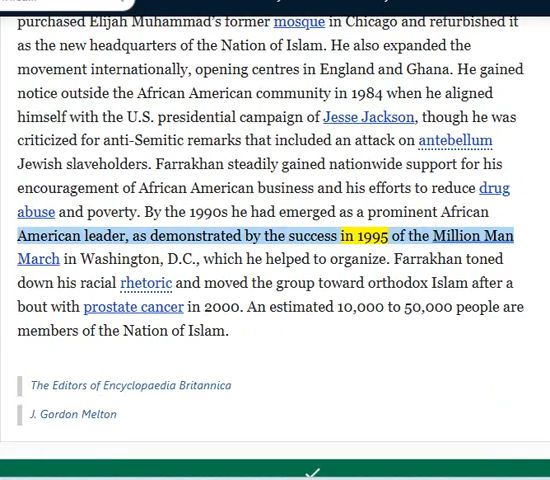 purchased Elijah Muhammad's former mosque in Chicago and refurbished it
as the new headquarters of the Nation of Islam. He also expanded the
movement internationally, opening centres in England and Ghana. He gained
notice outside the African American community in 1984 when he aligned
himself with the U.S. presidential campaign of Jesse Jackson, though he was
criticized for anti-Semitic remarks that included an attack on antebellum
Jewish slaveholders. Farrakhan steadily gained nationwide support for his
encouragement of African American business and his efforts to reduce drug
abuse and poverty. By the 1990s he had emerged as a prominent African
American leader, as demonstrated by the success in 1995 of the Million Man
March in Washington, D.C., which he helped to organize. Farrakhan toned
down his racial rhetoric and moved the group toward orthodox Islam after a
bout with prostate cancer in 2000. An estimated 10,000 to 50,000 people are
members of the Nation of Islam.
The Editors of Encyclopaedia Britannica
J. Gordon Melton